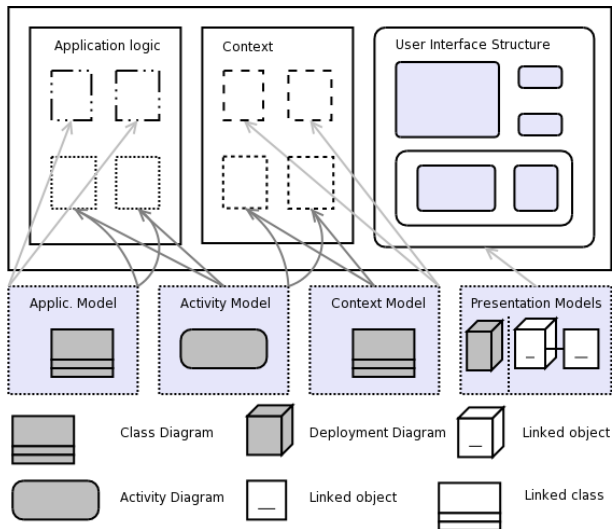 Application logic
Context
User Interface Structure
Applic. Model
Activity Model
Context Model
Presentation Models
Class Diagram
Deployment Diagram
Linked object
Activity Diagram
Linked object
Linked class